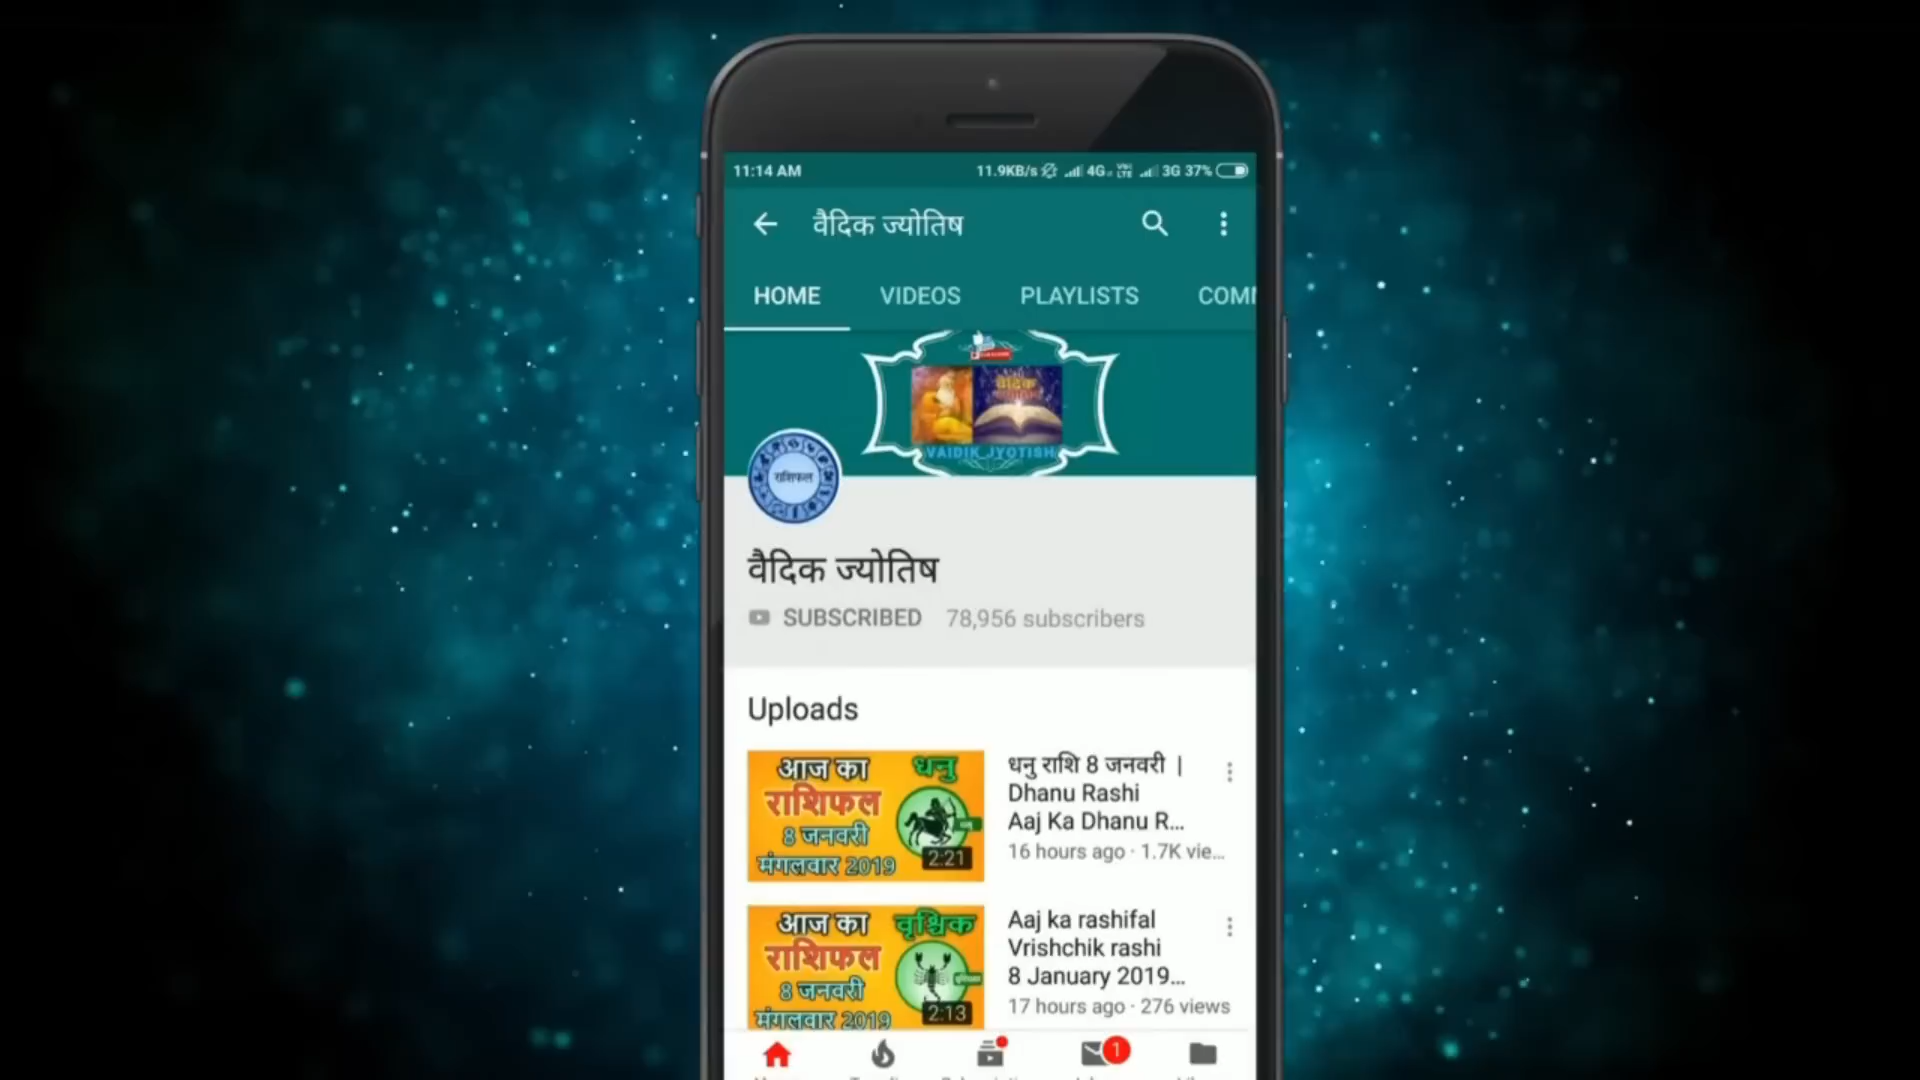 11:14 AM 11.9KB/s 4G VoLTE 3G 37%
वैदिक ज्योतिष
HOME VIDEOS PLAYLISTS COMM
वैदिक
VAIDIK JYOTISH
राशिफल
वैदिक ज्योतिष
SUBSCRIBED 78,956 subscribers
Uploads
आज का धनु
राशिफल
8 जनवरी
मंगलवार 2019
2:21
धनु राशि 8 जनवरी |
Dhanu Rashi
Aaj Ka Dhanu R...
16 hours ago · 1.7K vie...
आज का वृश्चिक
राशिफल
8 जनवरी
मंगलवार 2019
2:13
Aaj ka rashifal
Vrishchik rashi
8 January 2019...
17 hours ago · 276 views
1